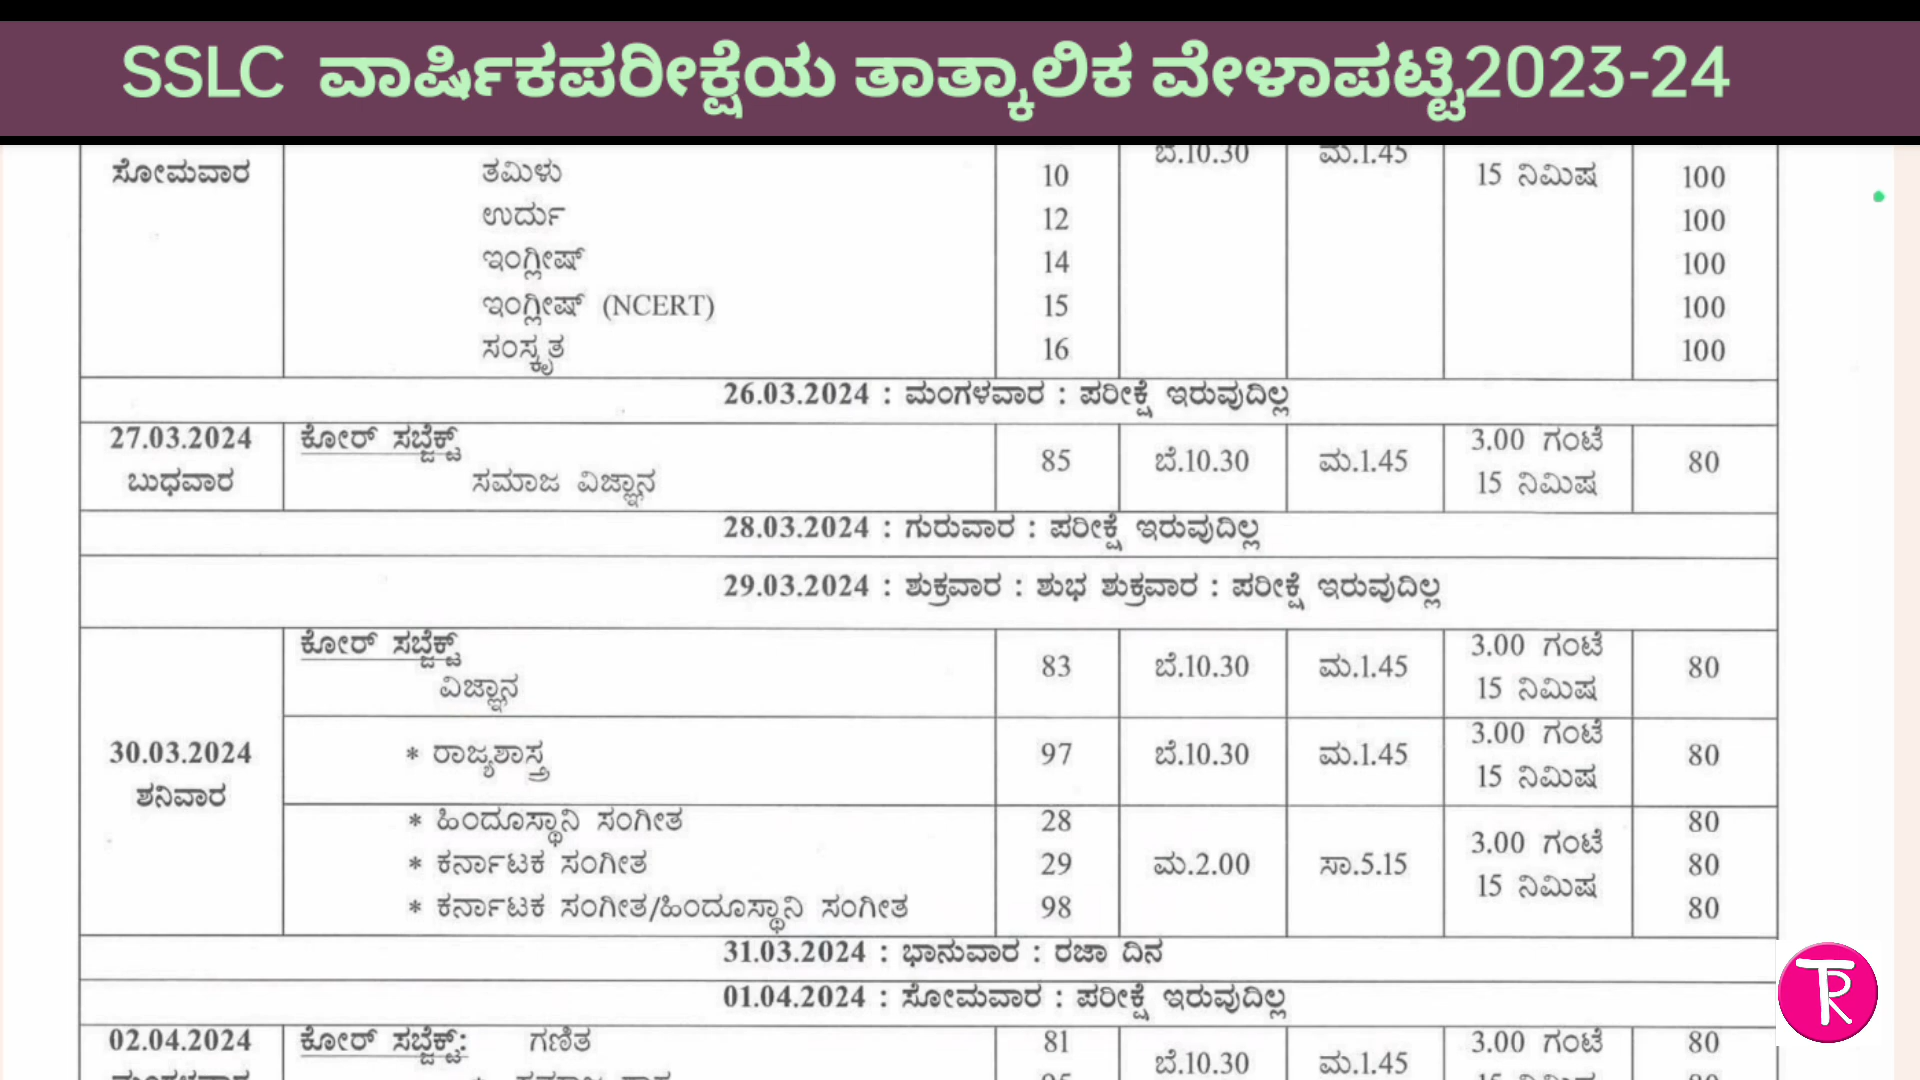 SSLC ವಾರ್ಷಿಕಪರೀಕ್ಷೆಯ ತಾತ್ಕಾಲಿಕ ವೇಳಾಪಟ್ಟಿ2023-24
ಬೆ.10.30 ಮ.1.45
ಸೋಮವಾರ ತಮಿಳು 10 15 ನಿಮಿಷ 100
ಉರ್ದು 12 100
ಇಂಗ್ಲೀಷ್ 14 100
ಇಂಗ್ಲೀಷ್ (NCERT) 15 100
ಸಂಸ್ಕೃತ 16 100
26.03.2024 : ಮಂಗಳವಾರ : ಪರೀಕ್ಷೆ ಇರುವುದಿಲ್ಲ
27.03.2024 ಕೋರ್ ಸಬ್ಜೆಕ್ಟ್ 3.00 ಗಂಟೆ
85 ಬೆ.10.30 ಮ.1.45 80
ಬುಧವಾರ ಸಮಾಜ ವಿಜ್ಞಾನ 15 ನಿಮಿಷ
28.03.2024 : ಗುರುವಾರ : ಪರೀಕ್ಷೆ ಇರುವುದಿಲ್ಲ
29.03.2024 : ಶುಕ್ರವಾರ : ಶುಭ ಶುಕ್ರವಾರ : ಪರೀಕ್ಷೆ ಇರುವುದಿಲ್ಲ
ಕೋರ್ ಸಬ್ಜೆಕ್ಟ್ 3.00 ಗಂಟೆ
83 ಬೆ.10.30 ಮ.1.45 80
ವಿಜ್ಞಾನ 15 ನಿಮಿಷ
3.00 ಗಂಟೆ
30.03.2024 * ರಾಜ್ಯಶಾಸ್ತ್ರ 97 ಬೆ.10.30 ಮ.1.45 80
15 ನಿಮಿಷ
ಶನಿವಾರ
* ಹಿಂದೂಸ್ಥಾನಿ ಸಂಗೀತ 28 80
3.00 ಗಂಟೆ
* ಕರ್ನಾಟಕ ಸಂಗೀತ 29 ಮ.2.00 ಸಾ.5.15 80
15 ನಿಮಿಷ
* ಕರ್ನಾಟಕ ಸಂಗೀತ/ಹಿಂದೂಸ್ಥಾನಿ ಸಂಗೀತ 98 80
31.03.2024 : ಭಾನುವಾರ : ರಜಾ ದಿನ
01.04.2024 : ಸೋಮವಾರ : ಪರೀಕ್ಷೆ ಇರುವುದಿಲ್ಲ
02.04.2024 ಕೋರ್ ಸಬ್ಜೆಕ್ಟ್: ಗಣಿತ 81 3.00 ಗಂಟೆ 80
ಬೆ.10.30 ಮ.1.45
TR